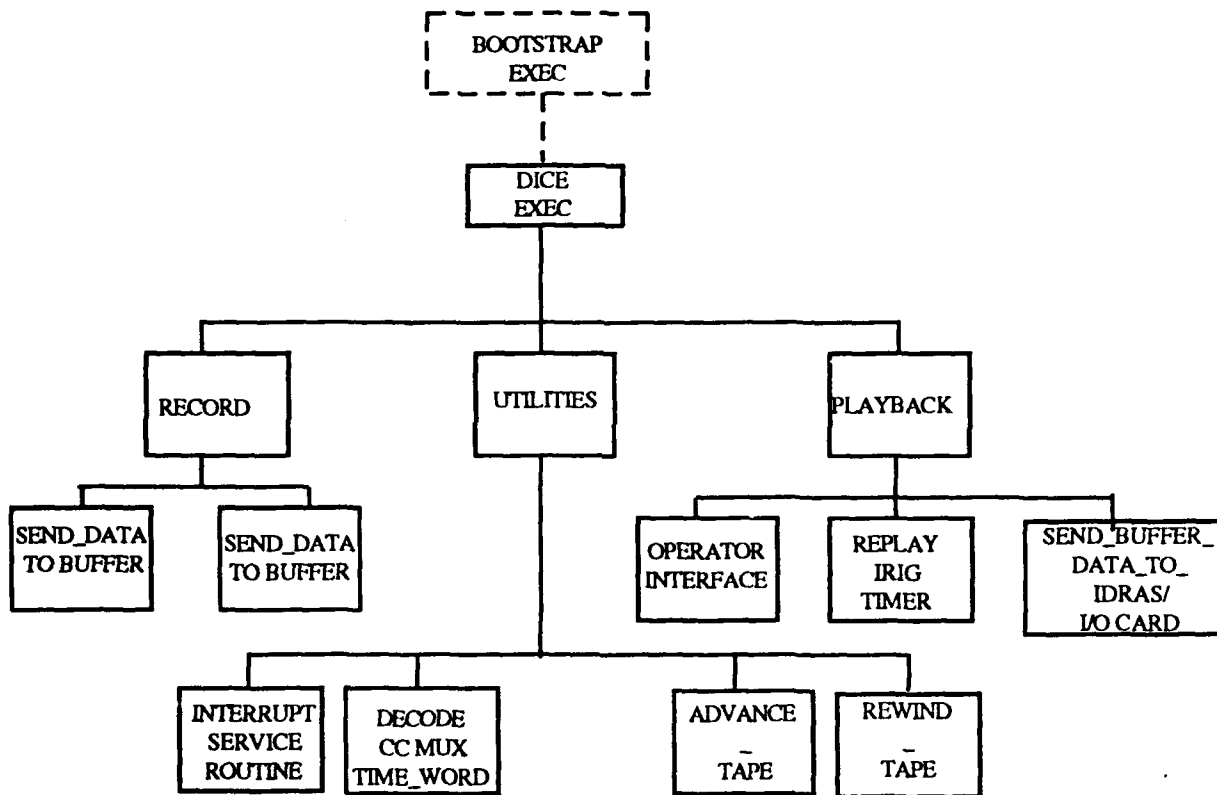 BOOTSTRAP
EXEC
DICE
EXEC
RECORD
UTILITIES
PLAYBACK
SEND_DATA
TO BUFFER
SEND_DATA
TO BUFFER
OPERATOR
INTERFACE
REPLAY
IRIG
TIMER
SEND_BUFFER_
DATA_TO_
IDRAS/
I/O CARD
INTERRUPT
SERVICE
ROUTINE
DECODE
CC MUX
TIME_WORD
ADVANCE
_
TAPE
REWIND
_
TAPE